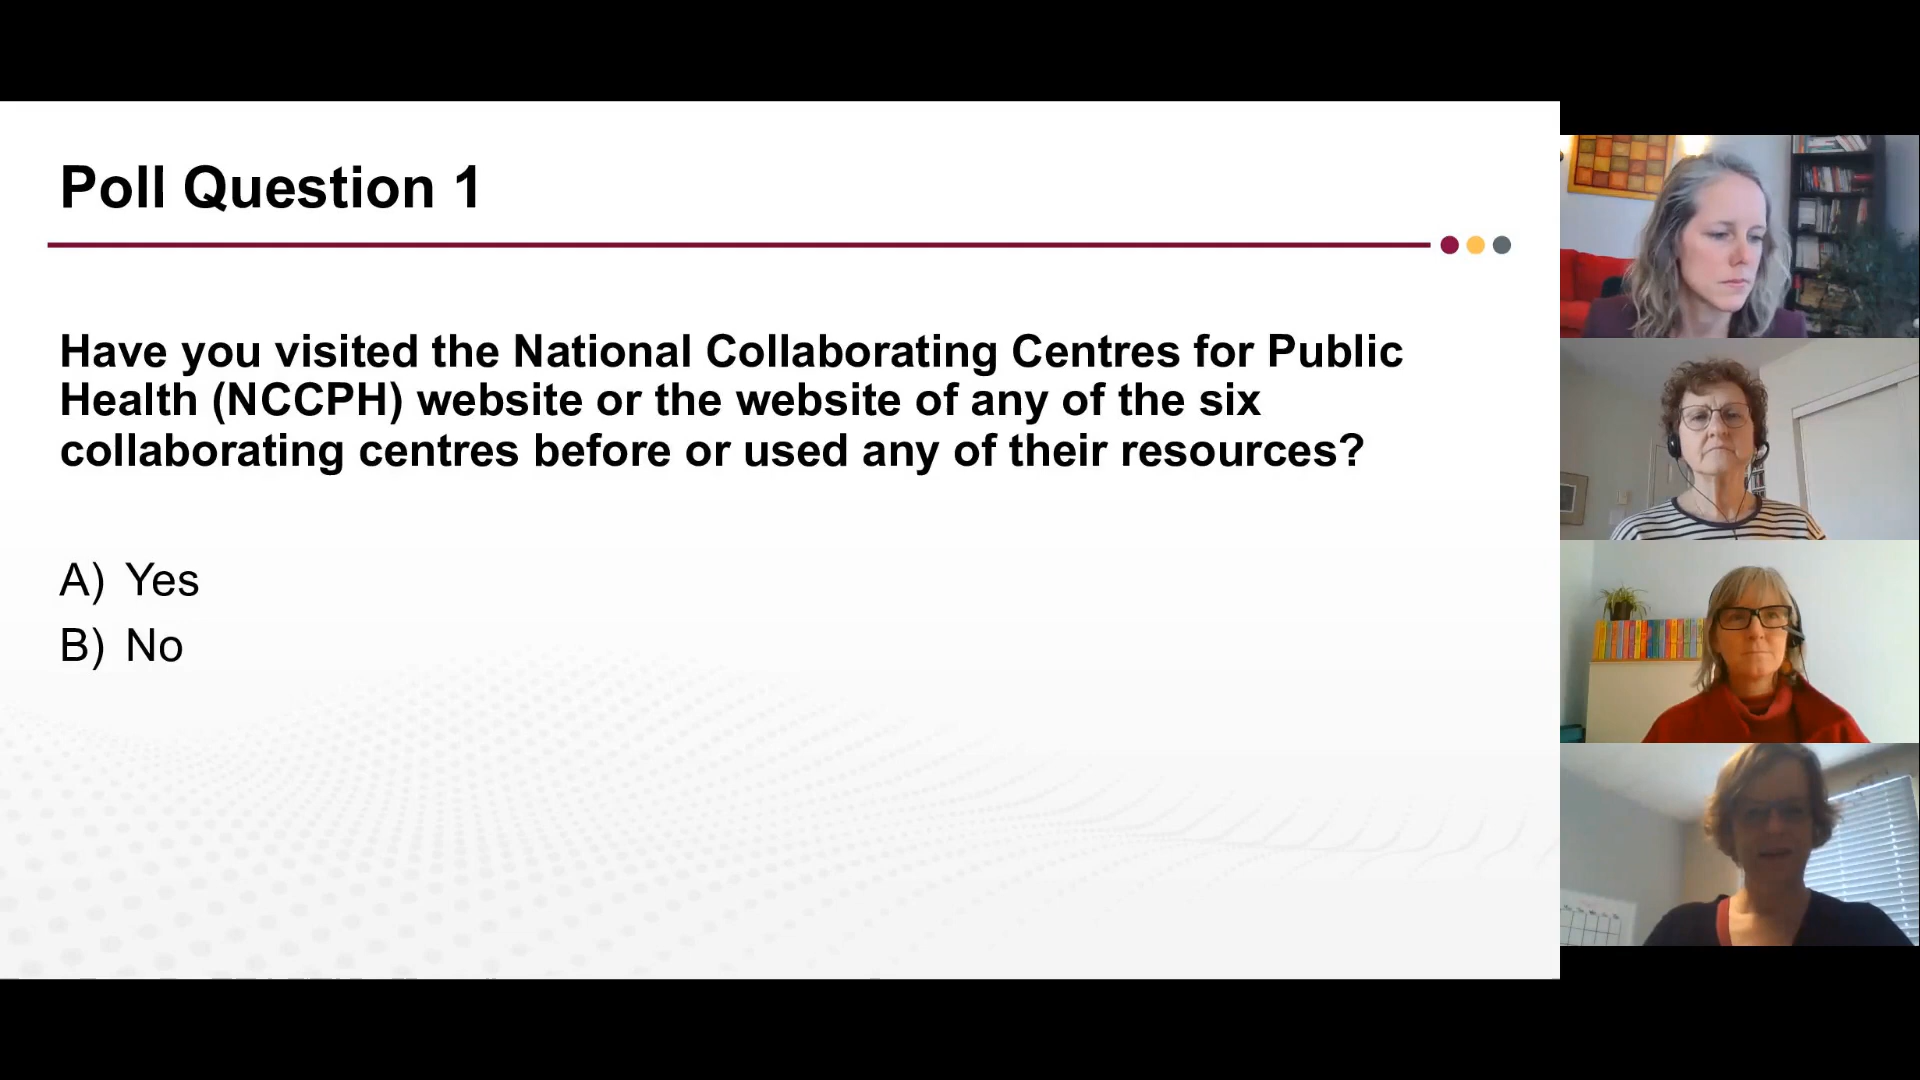 Poll Question 1
Have you visited the National Collaborating Centres for Public
Health (NCCPH) website or the website of any of the six
collaborating centres before or used any of their resources?
A) Yes
B) No